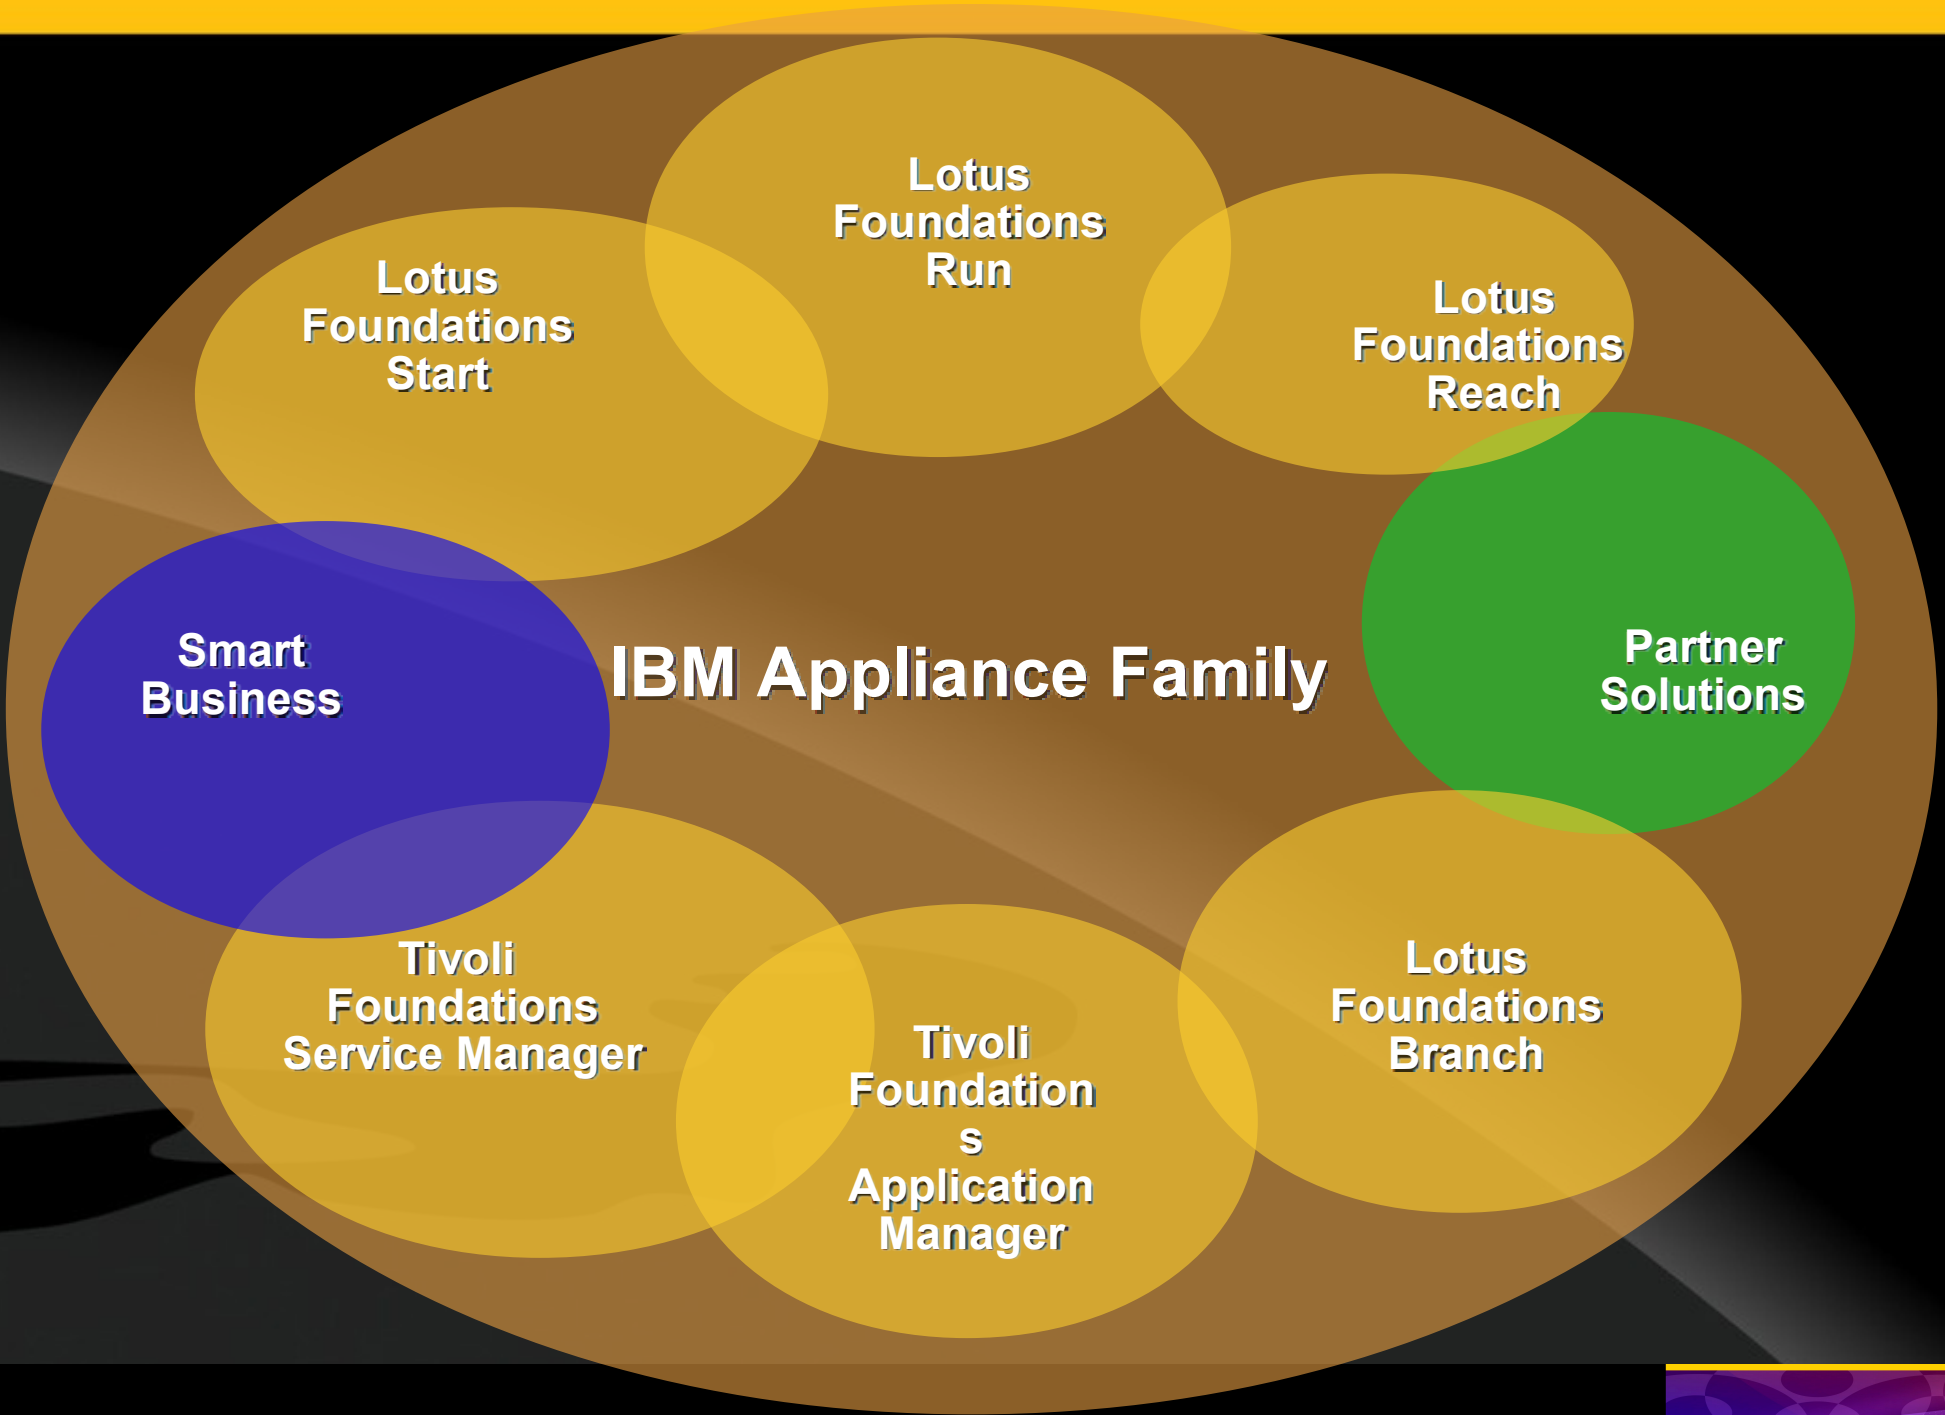 Lotus
Foundations
Run
Lotus
Foundations
Start
Lotus
Foundations
Reach
Smart
Business
IBM Appliance Family
Partner
Solutions
Tivoli
Foundations
Service Manager
Tivoli
Foundation
s
Application
Manager
Lotus
Foundations
Branch